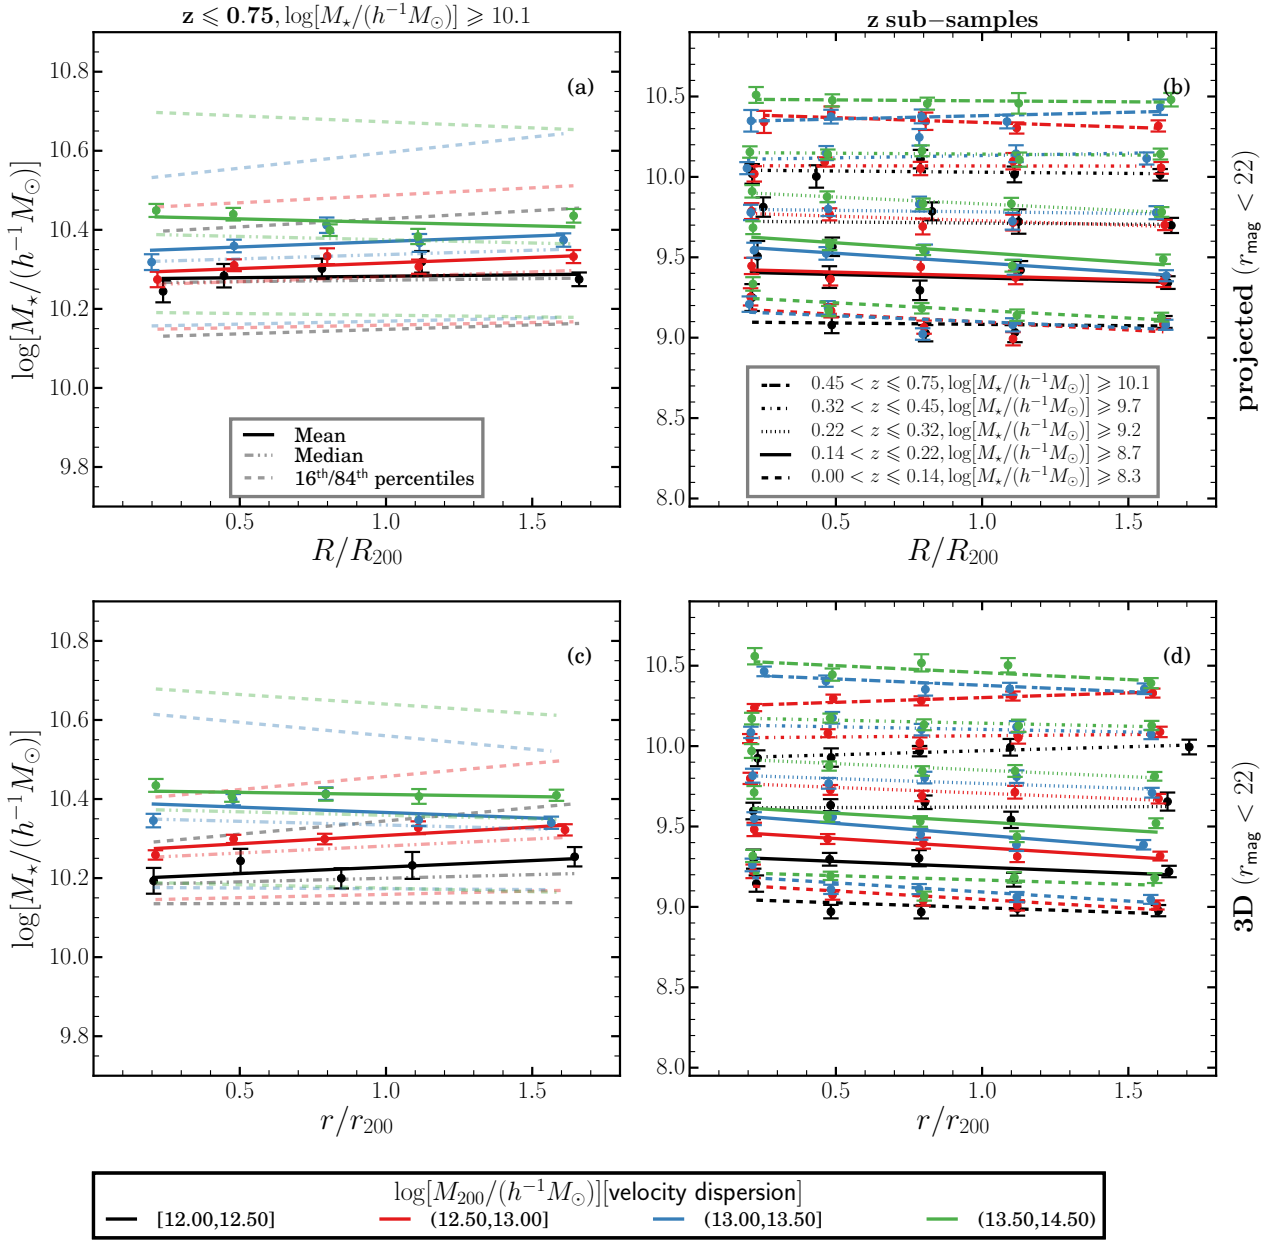 z ⩽ 0.75, log[M⋆/(h⁻¹M⊙)] ⩾ 10.1
z sub−samples
(a)
(b)
10.8
10.6
10.4
10.2
10.0
9.8
log[M⋆/(h⁻¹M⊙)]
10.5
10.0
9.5
9.0
8.5
8.0
projected (r_mag < 22)
Mean
Median
16th/84th percentiles
0.45 < z ⩽ 0.75, log[M⋆/(h⁻¹M⊙)] ⩾ 10.1
0.32 < z ⩽ 0.45, log[M⋆/(h⁻¹M⊙)] ⩾ 9.7
0.22 < z ⩽ 0.32, log[M⋆/(h⁻¹M⊙)] ⩾ 9.2
0.14 < z ⩽ 0.22, log[M⋆/(h⁻¹M⊙)] ⩾ 8.7
0.00 < z ⩽ 0.14, log[M⋆/(h⁻¹M⊙)] ⩾ 8.3
0.5 1.0 1.5
R/R₂₀₀
0.5 1.0 1.5
R/R₂₀₀
(c)
(d)
10.8
10.6
10.4
10.2
10.0
9.8
log[M⋆/(h⁻¹M⊙)]
10.5
10.0
9.5
9.0
8.5
8.0
3D (r_mag < 22)
0.5 1.0 1.5
r/r₂₀₀
0.5 1.0 1.5
r/r₂₀₀
log[M₂₀₀/(h⁻¹M⊙)][velocity dispersion]
[12.00,12.50] (12.50,13.00] (13.00,13.50] (13.50,14.50)